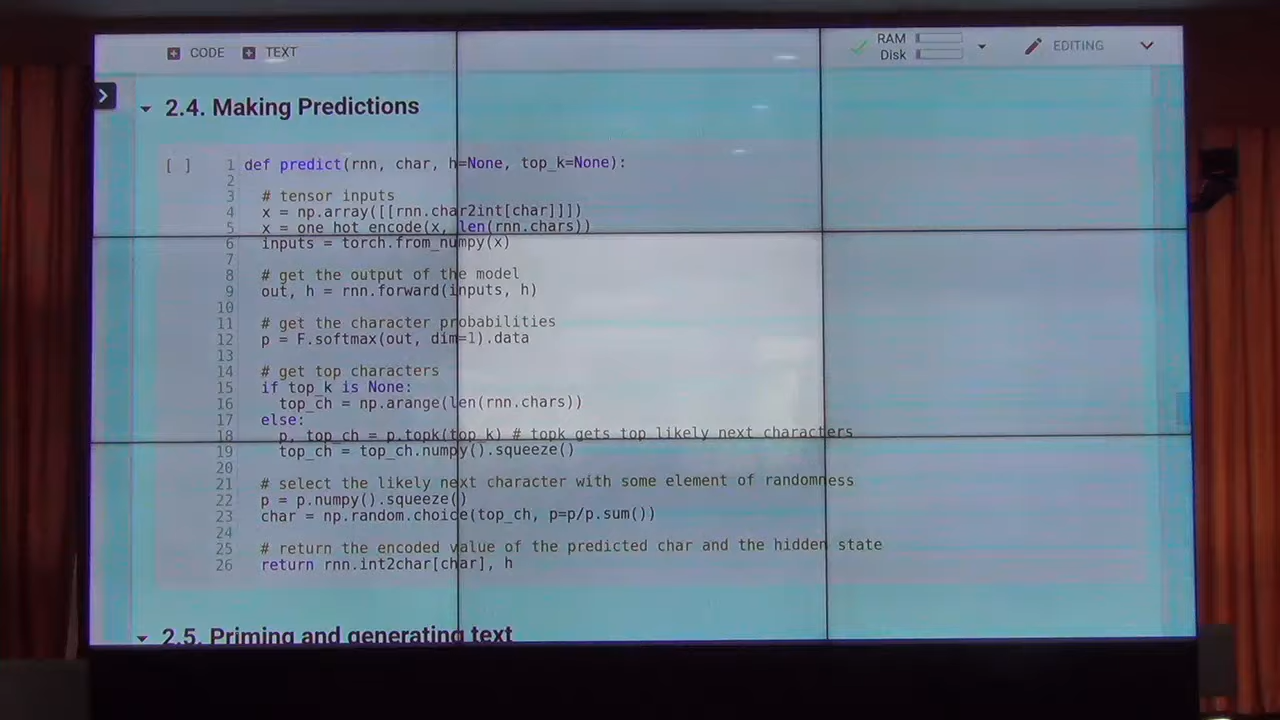 CODE TEXT
RAM
Disk
EDITING
2.4. Making Predictions
[ ] 1 def predict(rnn, char, h=None, top_k=None):
2
3 # tensor inputs
4 x = np.array([[rnn.char2int[char]]])
5 x = one_hot_encode(x, len(rnn.chars))
6 inputs = torch.from_numpy(x)
7
8 # get the output of the model
9 out, h = rnn.forward(inputs, h)
10
11 # get the character probabilities
12 p = F.softmax(out, dim=1).data
13
14 # get top characters
15 if top_k is None:
16 top_ch = np.arange(len(rnn.chars))
17 else:
18 p, top_ch = p.topk(top_k) # topk gets top likely next characters
19 top_ch = top_ch.numpy().squeeze()
20
21 # select the likely next character with some element of randomness
22 p = p.numpy().squeeze()
23 char = np.random.choice(top_ch, p=p/p.sum())
24
25 # return the encoded value of the predicted char and the hidden state
26 return rnn.int2char[char], h
2.5. Priming and generating text